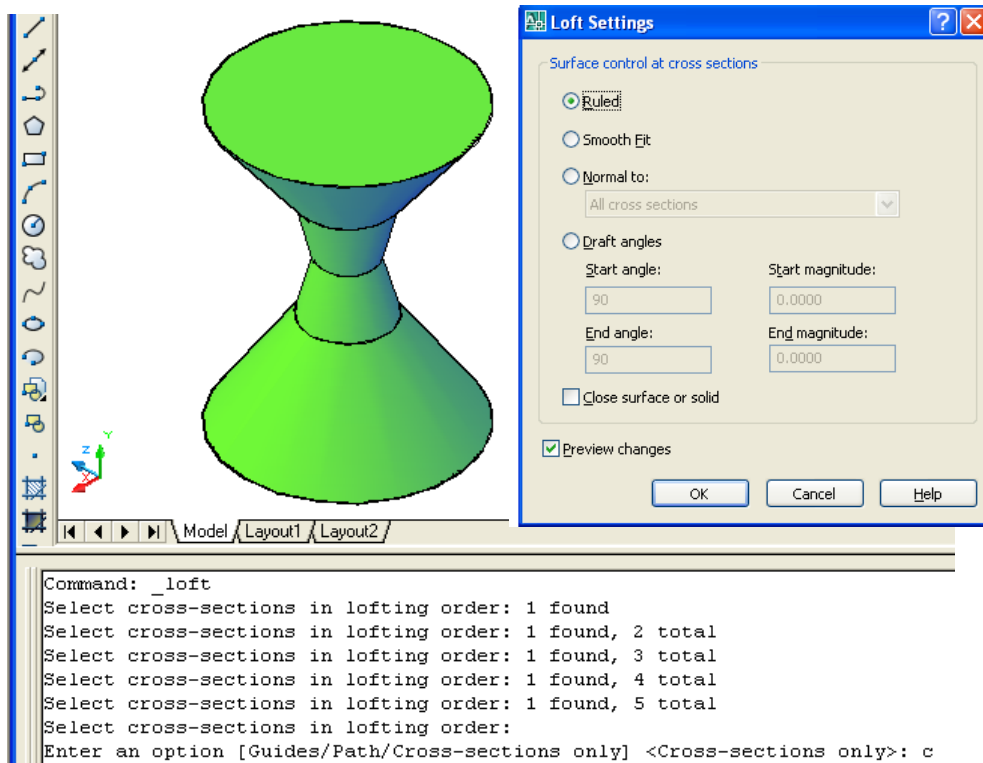 Loft Settings
Surface control at cross sections
Ruled
Smooth Fit
Normal to:
All cross sections
Draft angles
Start angle: Start magnitude:
90 0.0000
End angle: End magnitude:
90 0.0000
Close surface or solid
Preview changes
OK Cancel Help
Z Y X
Model Layout1 Layout2
Command: _loft
Select cross-sections in lofting order: 1 found
Select cross-sections in lofting order: 1 found, 2 total
Select cross-sections in lofting order: 1 found, 3 total
Select cross-sections in lofting order: 1 found, 4 total
Select cross-sections in lofting order: 1 found, 5 total
Select cross-sections in lofting order:
Enter an option [Guides/Path/Cross-sections only] <Cross-sections only>: c